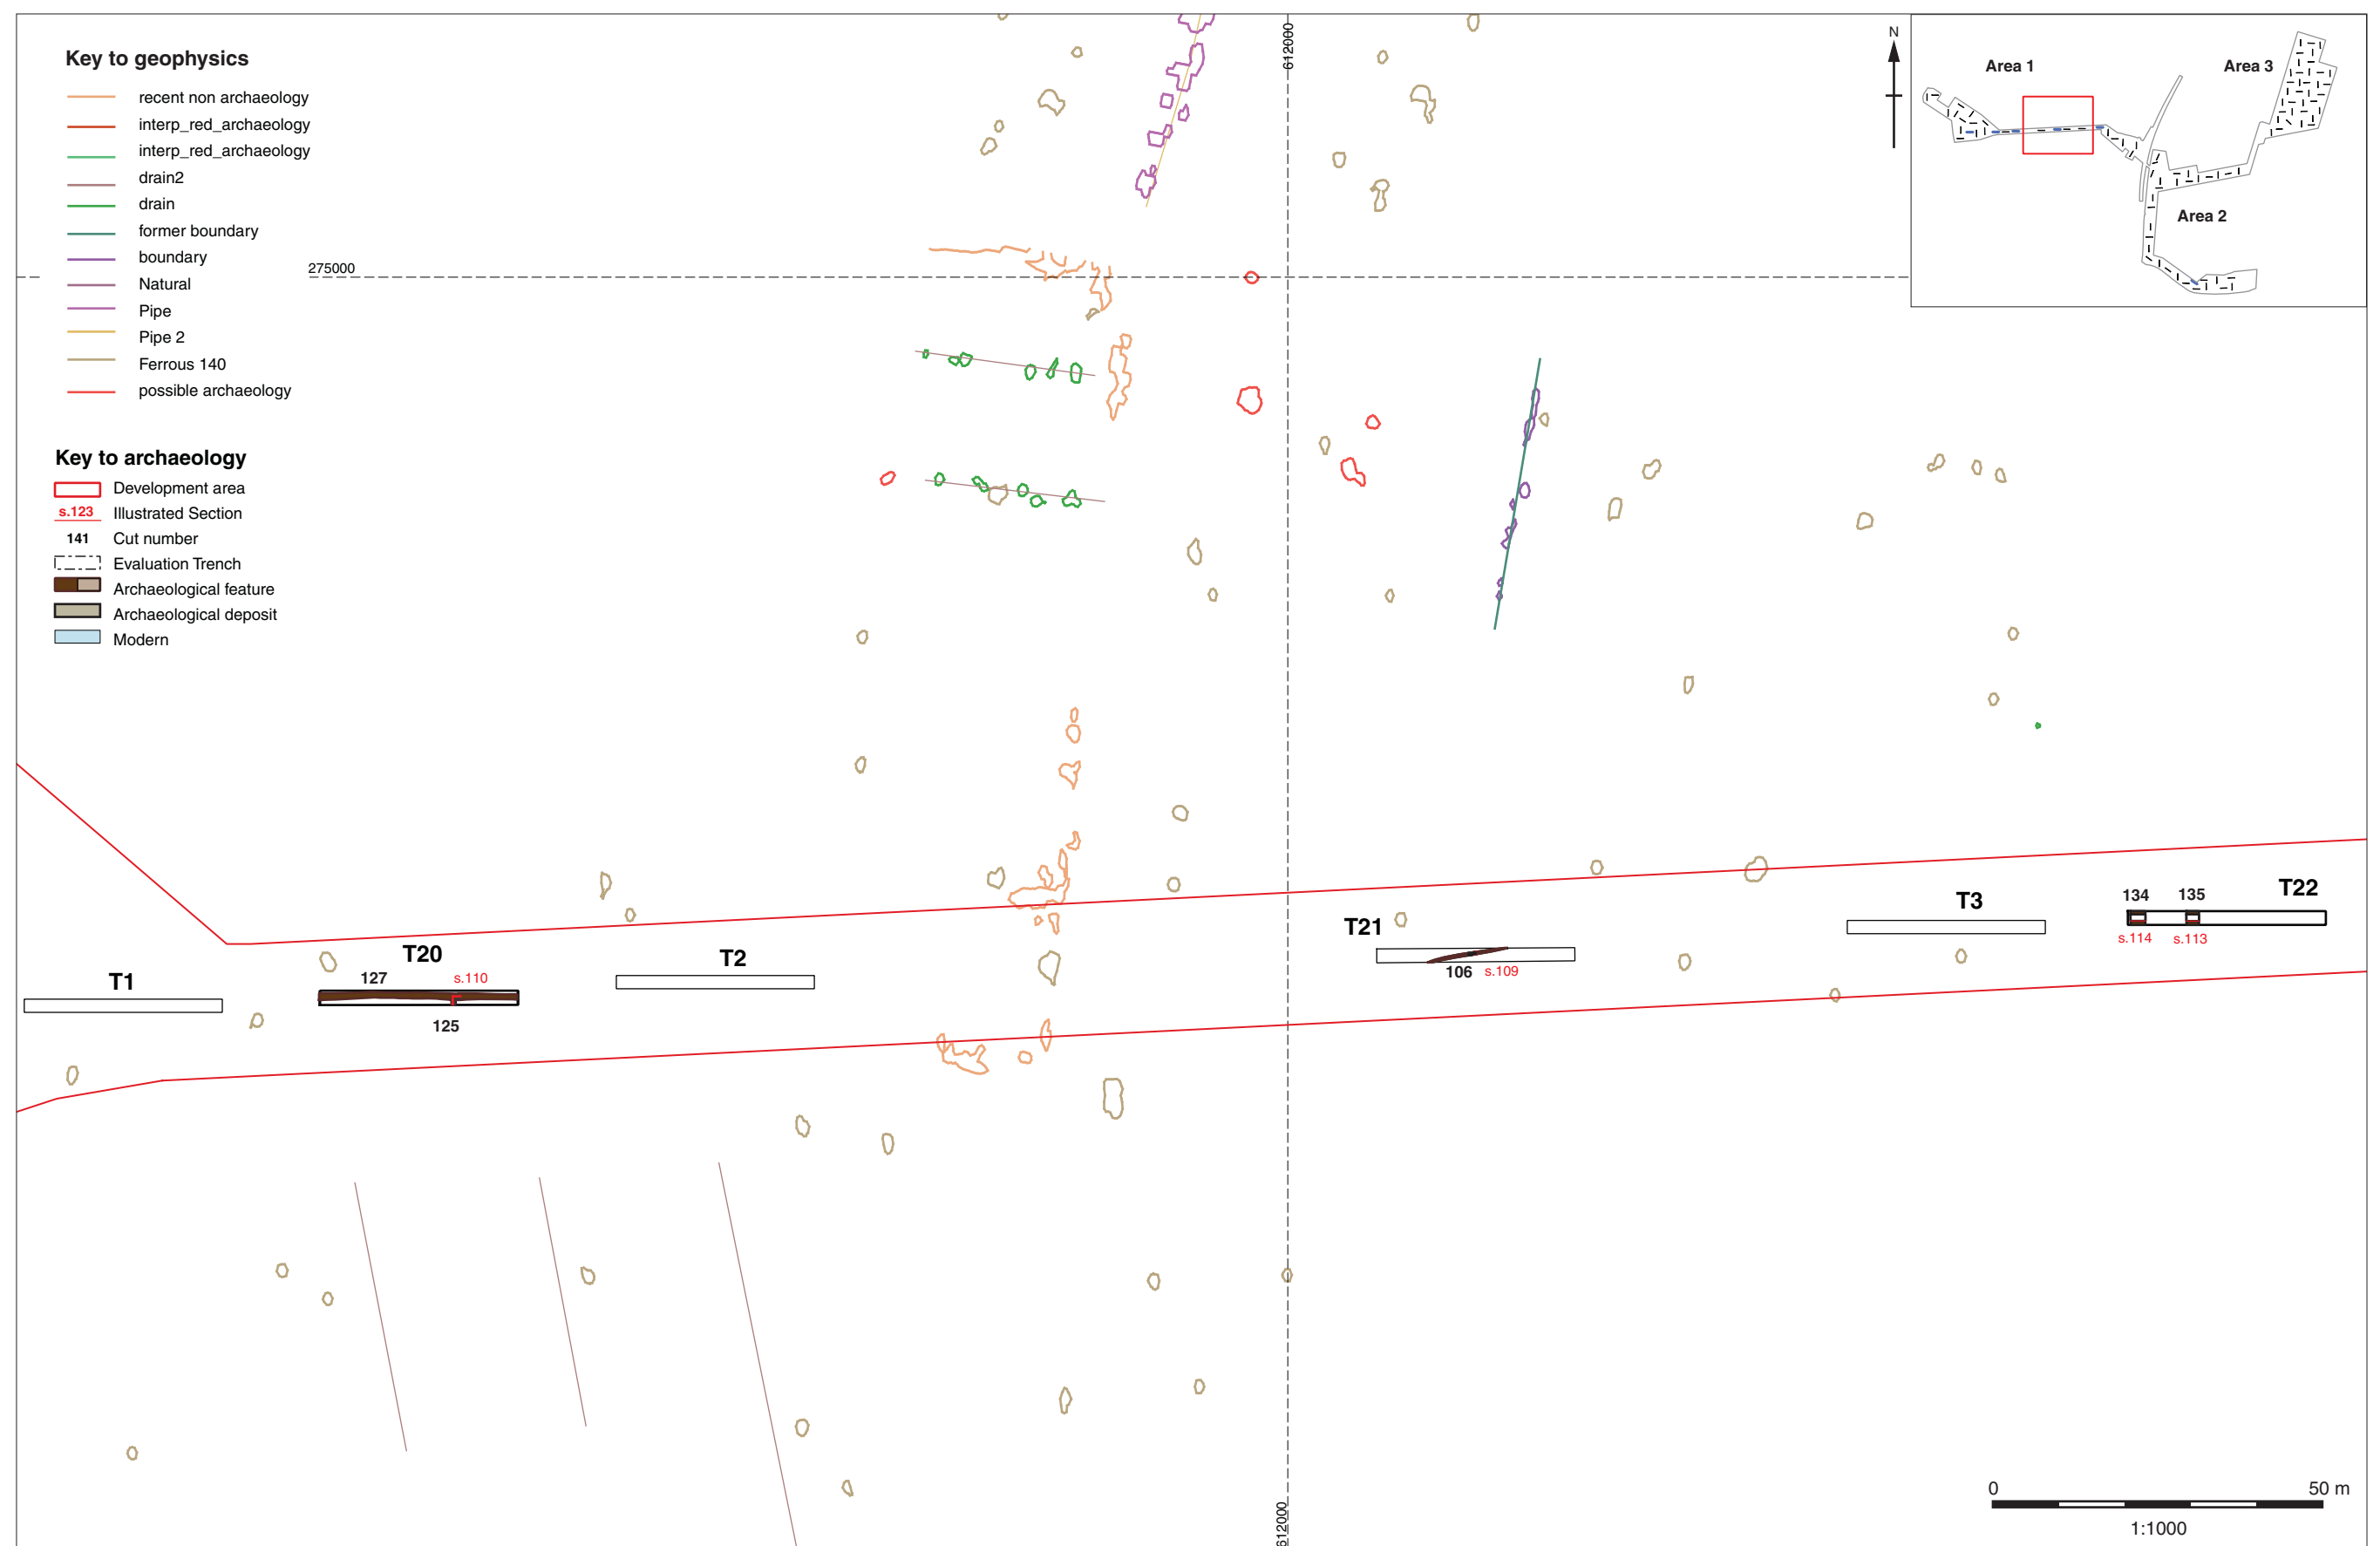 Key to geophysics
recent non archaeology
interp_red_archaeology
interp_red_archaeology
drain2
drain
former boundary
boundary
Natural
Pipe
Pipe 2
Ferrous 140
possible archaeology
Key to archaeology
Development area
s.123 Illustrated Section
141 Cut number
Evaluation Trench
Archaeological feature
Archaeological deposit
Modern
612000
275000
N
Area 1
Area 3
Area 2
T1
T20
127 s.110
125
T2
T21
106 s.109
T3
134 135 T22
s.114 s.113
612000
0 50 m
1:1000